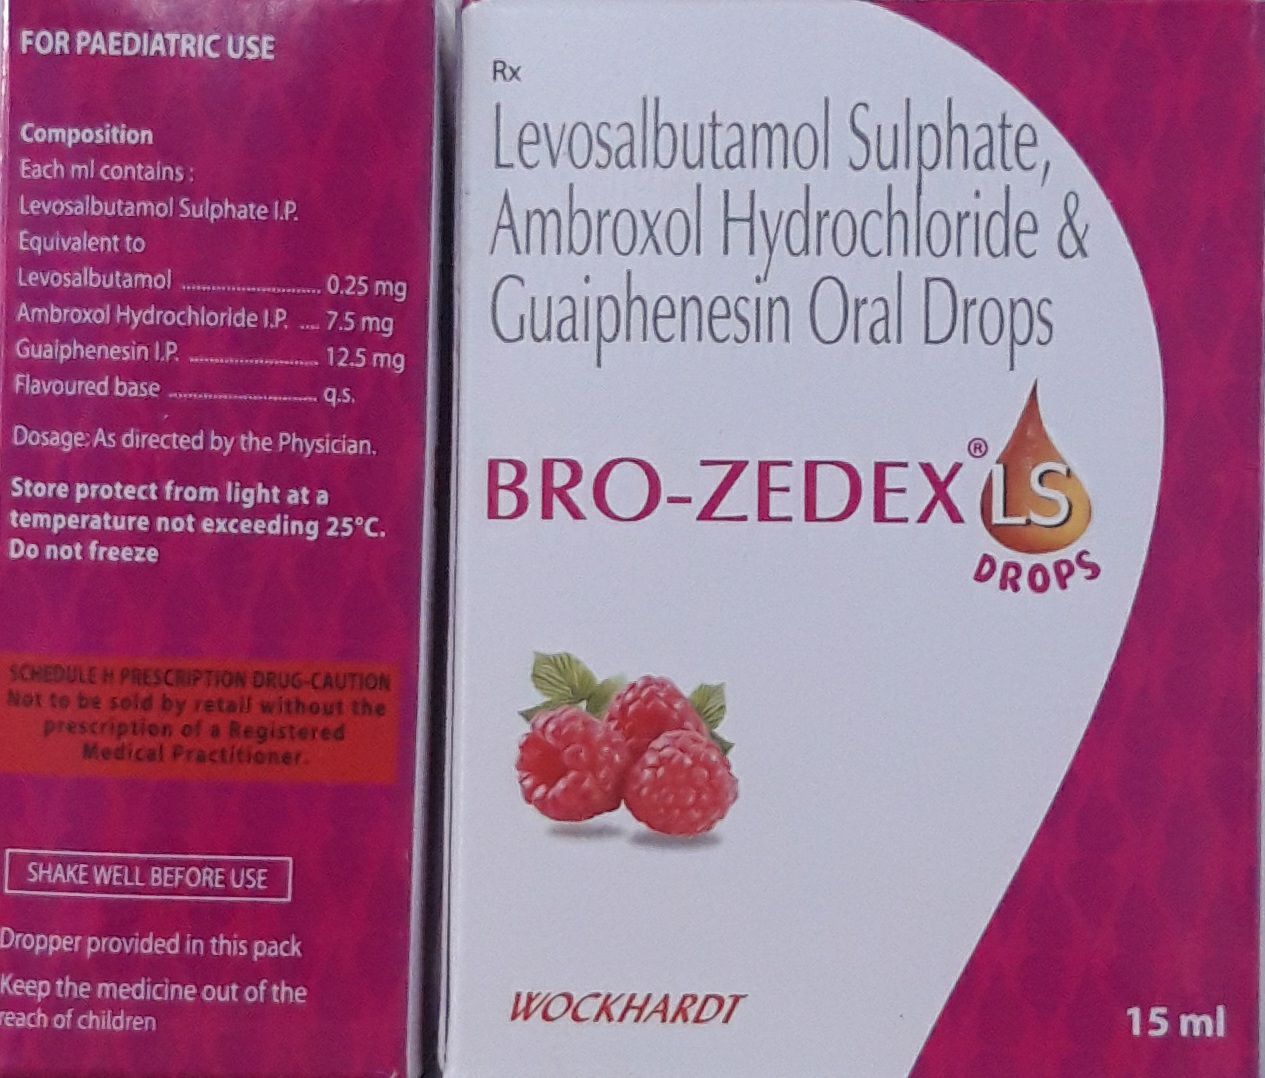 FOR PAEDIATRIC USE
Composition
Each ml contains :
Levosalbutamol Sulphate I.P.
Equivalent to
Levosalbutamol ............................ 0.25 mg
Ambroxol Hydrochloride I.P. .... 7.5 mg
Guaiphenesin I.P. .......................... 12.5 mg
Flavoured base .............................. q.s.
Dosage: As directed by the Physician.
Store protect from light at a
temperature not exceeding 25°C.
Do not freeze
SCHEDULE H PRESCRIPTION DRUG-CAUTION
Not to be sold by retail without the
prescription of a Registered
Medical Practitioner.
SHAKE WELL BEFORE USE
Dropper provided in this pack
Keep the medicine out of the
reach of children
Rx
Levosalbutamol Sulphate,
Ambroxol Hydrochloride &
Guaiphenesin Oral Drops
BRO-ZEDEX® LS
DROPS
WOCKHARDT
15 ml